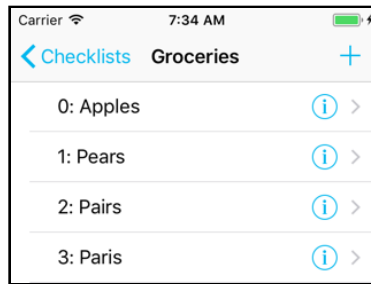 Carrier 7:34 AM
Checklists Groceries +
0: Apples
1: Pears
2: Pairs
3: Paris